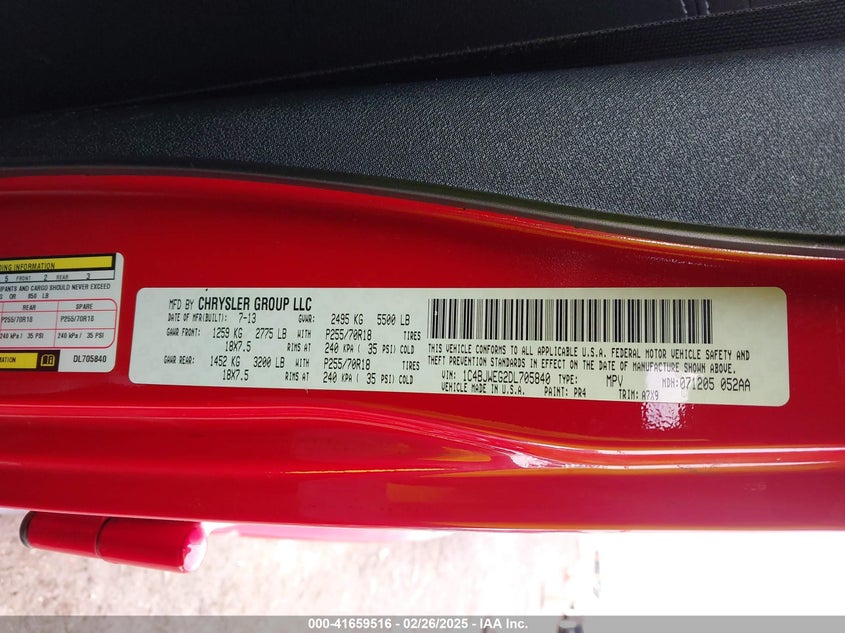 DING INFORMATION
5 FRONT 2 REAR 3
PANTS AND CARGO SHOULD NEVER EXCEED
OR 850 LB
REAR SPARE
P255/70R18 P255/70R18
240 kPa / 35 PSI 240 kPa / 35 PSI
MATION DL705840
MFD BY CHRYSLER GROUP LLC
DATE OF MFR(BUILT): 7-13 GVWR: 2495 KG 5500 LB
GAWR FRONT: 1259 KG 2775 LB WITH P255/70R18 TIRES
18X7.5 RIMS AT 240 KPA ( 35 PSI) COLD
GAWR REAR: 1452 KG 3200 LB WITH P255/70R18 TIRES
18X7.5 RIMS AT 240 KPA ( 35 PSI) COLD
THIS VEHICLE CONFORMS TO ALL APPLICABLE U.S.A. FEDERAL MOTOR VEHICLE SAFETY AND
THEFT PREVENTION STANDARDS IN EFFECT ON THE DATE OF MANUFACTURE SHOWN ABOVE.
VIN: 1C4BJWEG2DL705840 TYPE: MPV MDH: 071205 052AA
VEHICLE MADE IN U.S.A. PAINT: PR4 TRIM: A7X9
000-41659516 - 02/26/2025 - IAA Inc.